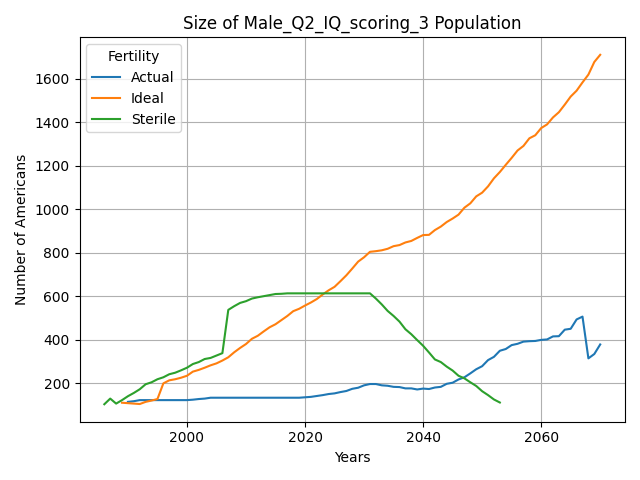 Size of Male_Q2_IQ_scoring_3 Population
Fertility
Actual
Ideal
Sterile
1600
1400
1200
1000
800
600
400
200
Number of Americans
2000
2020
2040
2060
Years